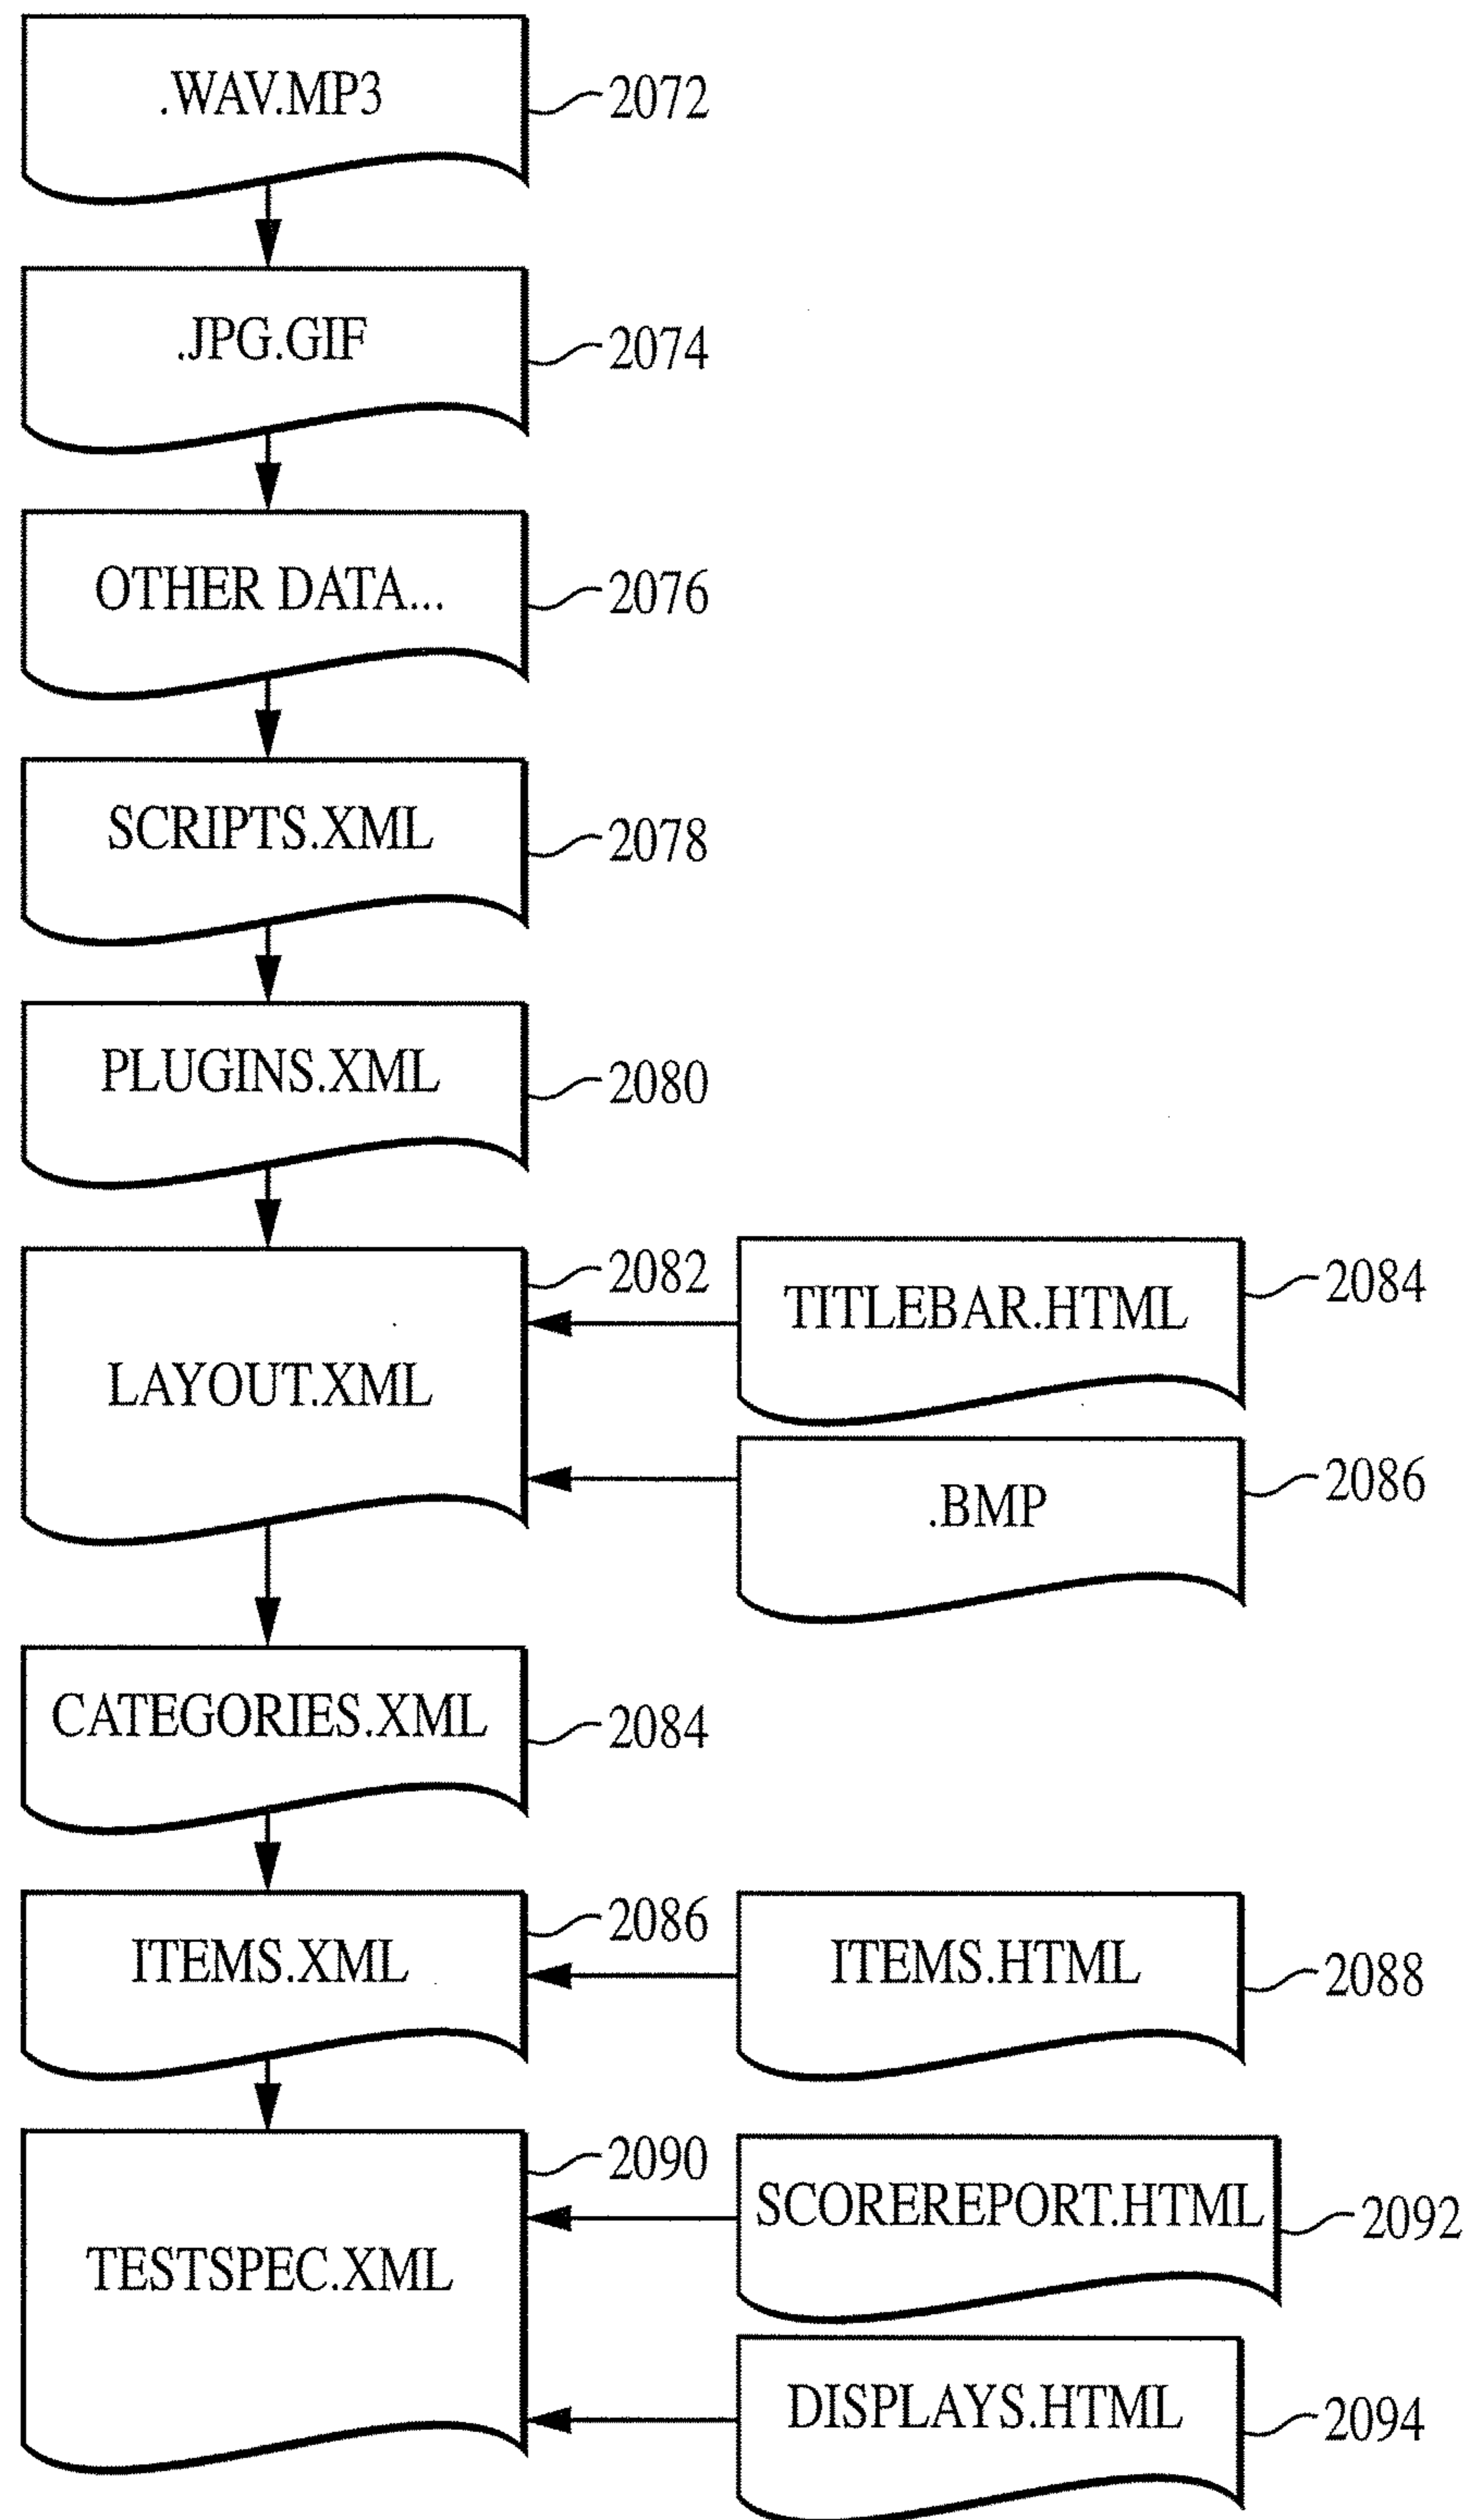 .WAV.MP3
2072
.JPG.GIF
2074
OTHER DATA...
2076
SCRIPTS.XML
2078
PLUGINS.XML
2080
LAYOUT.XML
2082
TITLEBAR.HTML
2084
.BMP
2086
CATEGORIES.XML
2084
ITEMS.XML
2086
ITEMS.HTML
2088
TESTSPEC.XML
2090
SCOREREPORT.HTML
2092
DISPLAYS.HTML
2094